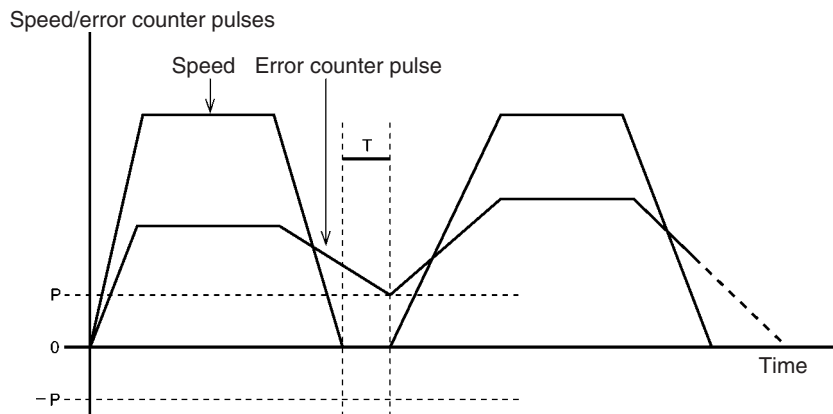 Speed/error counter pulses
Speed
Error counter pulse
T
P
0
Time
−P